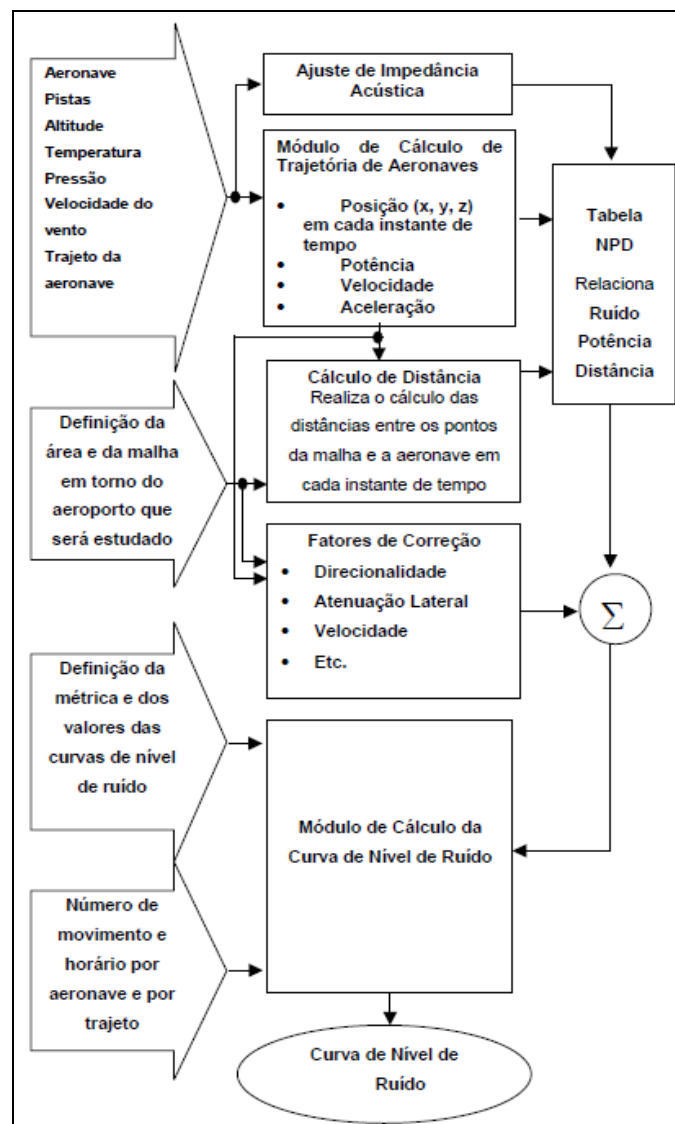 Aeronave
Pistas
Altitude
Temperatura
Pressão
Velocidade do
vento
Trajeto da
aeronave
Ajuste de Impedância
Acústica
Módulo de Cálculo de
Trajetória de Aeronaves
• Posição (x, y, z)
em cada instante de
tempo
• Potência
• Velocidade
• Aceleração
Tabela
NPD
Relaciona
Ruído
Potência
Distância
Definição da
área e da malha
em torno do
aeroporto que
será estudado
Cálculo de Distância
Realiza o cálculo das
distâncias entre os pontos
da malha e a aeronave em
cada instante de tempo
Fatores de Correção
• Direcionalidade
• Atenuação Lateral
• Velocidade
• Etc.
Σ
Definição da
métrica e dos
valores das
curvas de nível
de ruído
Módulo de Cálculo da
Curva de Nível de Ruído
Número de
movimento e
horário por
aeronave e por
trajeto
Curva de Nível de
Ruído